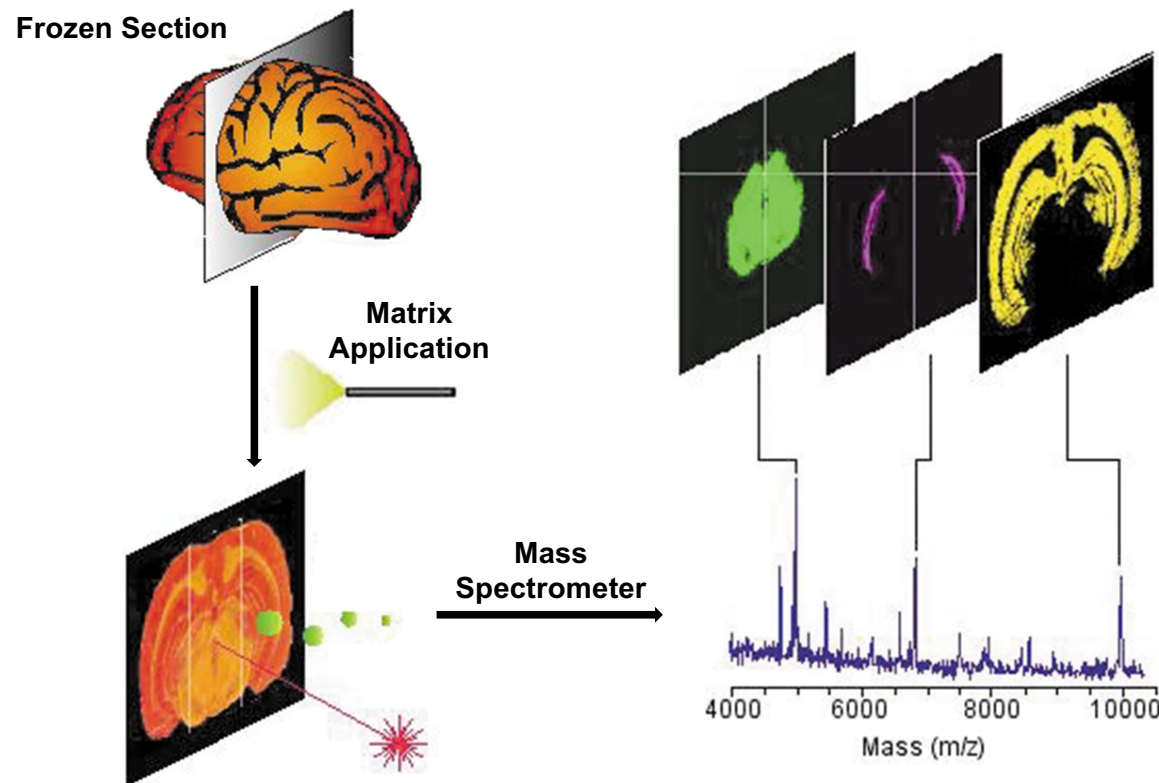 Frozen Section
Matrix
Application
Mass
Spectrometer
4000
6000
8000
10000
Mass (m/z)